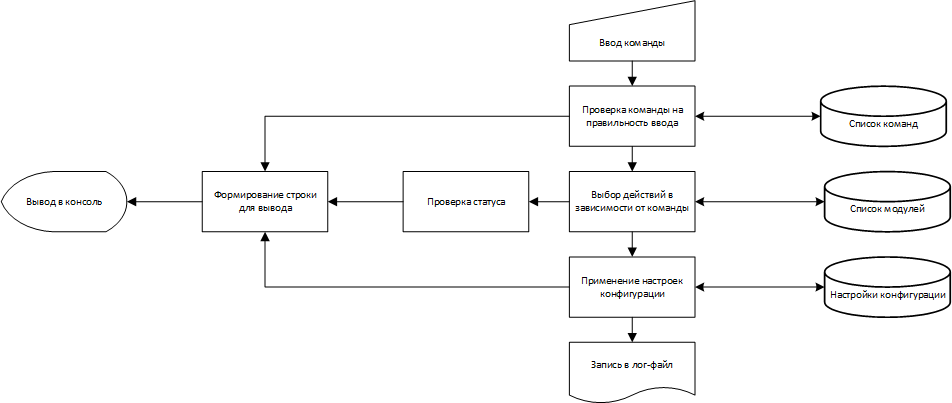 Ввод команды
Проверка команды на
правильность ввода
Список команд
Вывод в консоль
Формирование строки
для вывода
Проверка статуса
Выбор действий в
зависимости от команды
Список модулей
Применение настроек
конфигурации
Настройки конфигурации
Запись в лог-файл